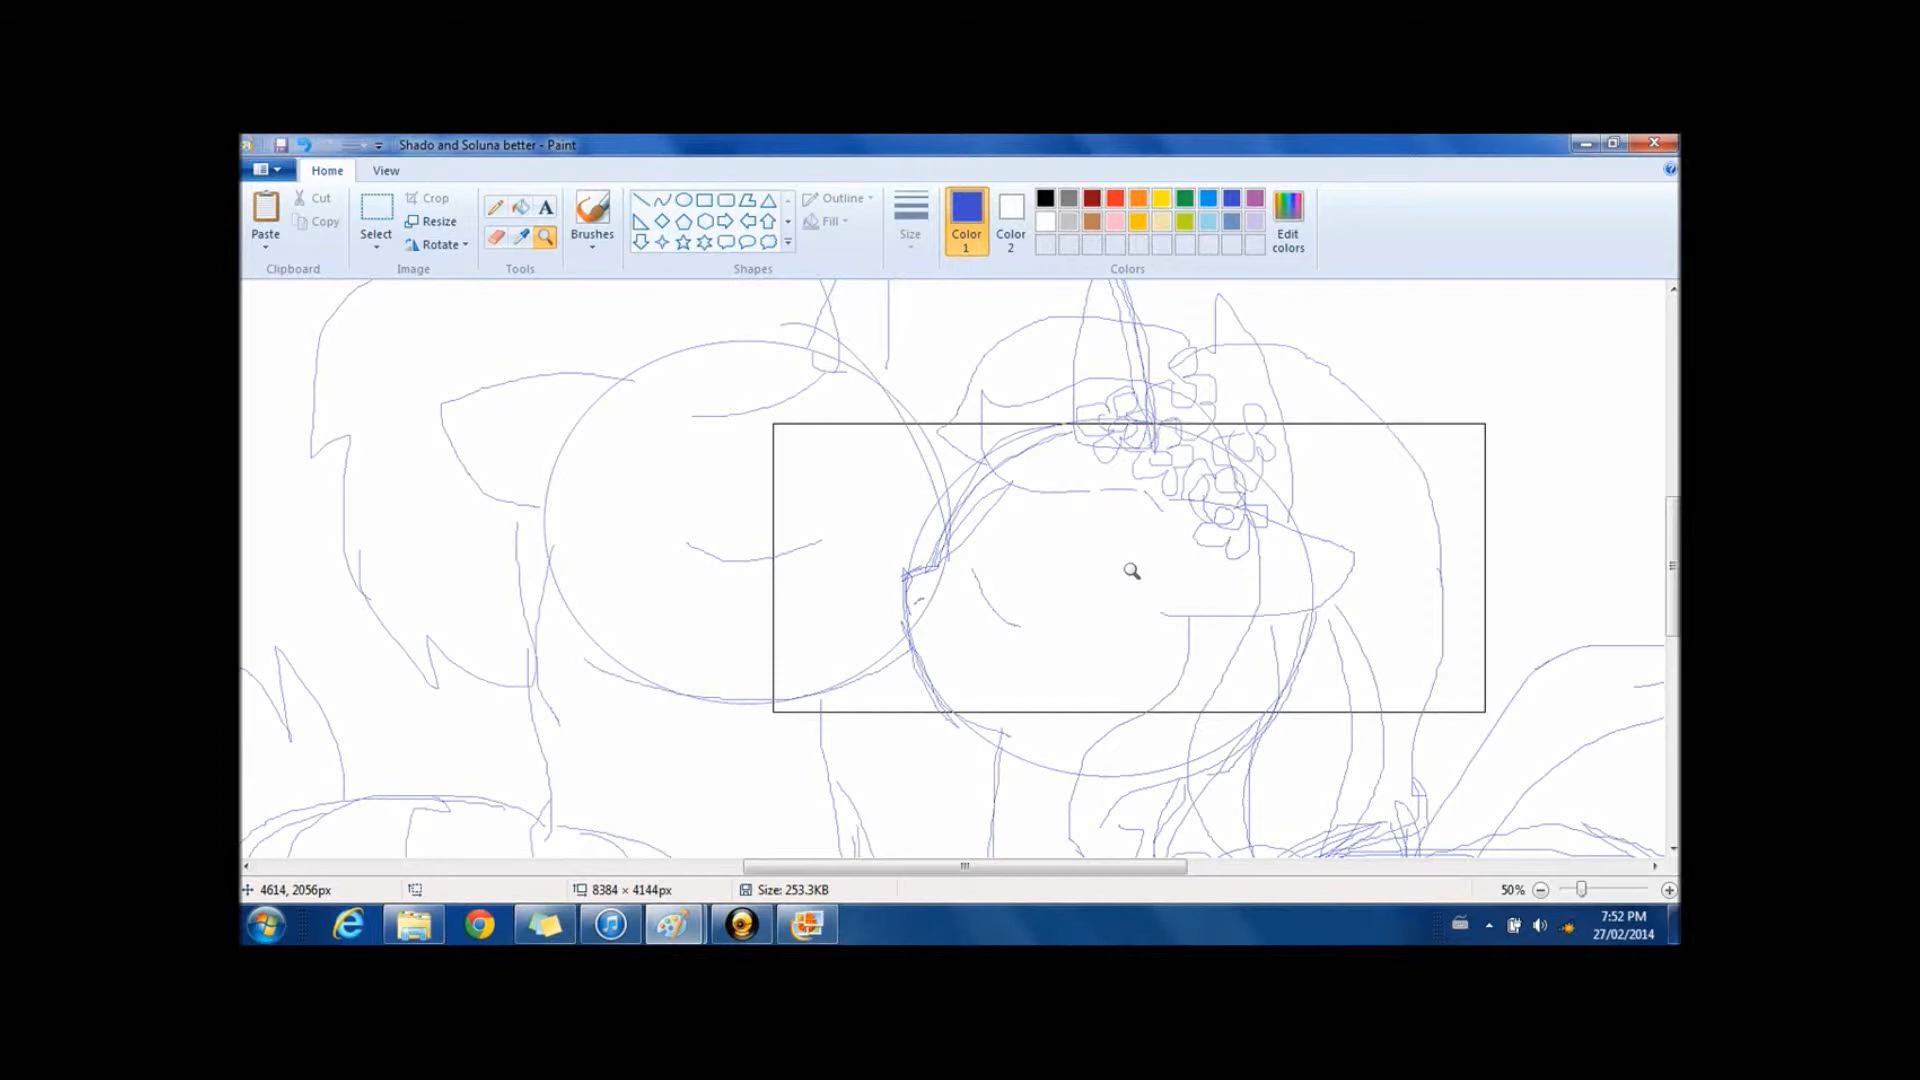 Shado and Soluna better - Paint
Home View
Paste
Cut
Copy
Clipboard
Select
Crop
Resize
Rotate
Image
A
Tools
Brushes
Outline
Fill
Shapes
Size
Color
1
Color
2
Edit
colors
Colors
4614, 2056px
8384 × 4144px
Size: 253.3KB
50%
7:52 PM
27/02/2014